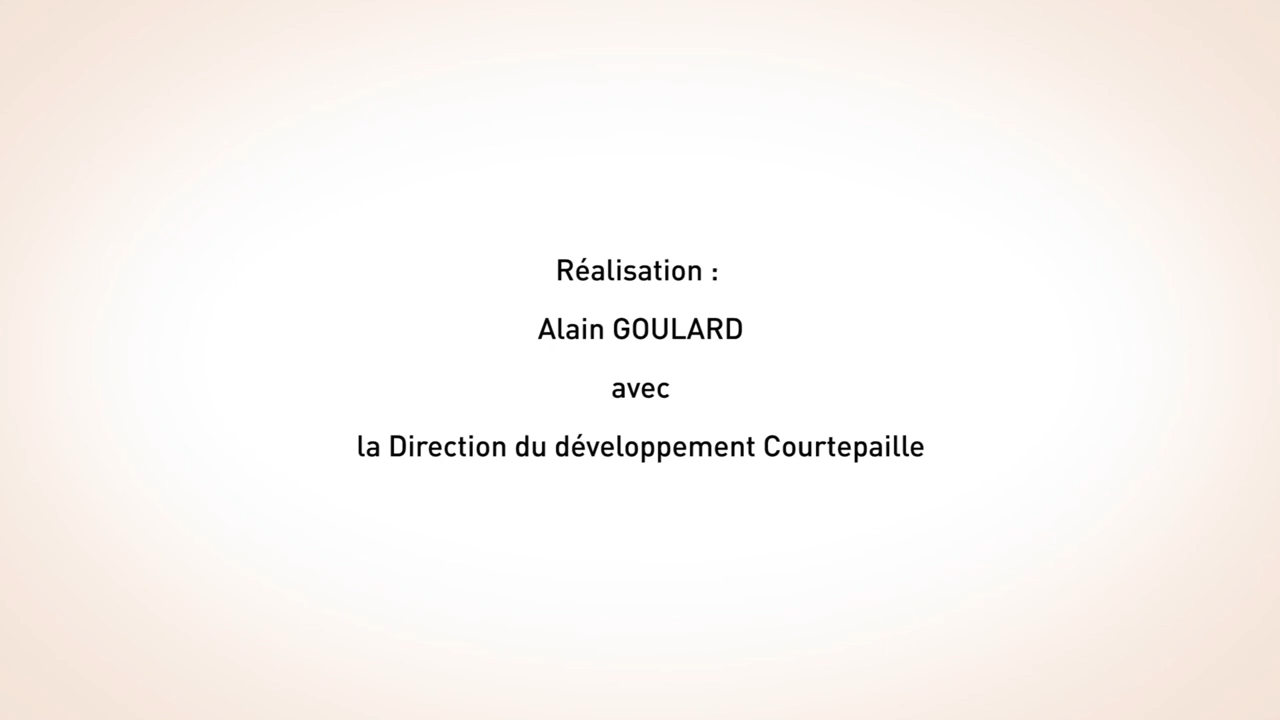 Réalisation :
Alain GOULARD
avec
la Direction du développement Courtepaille